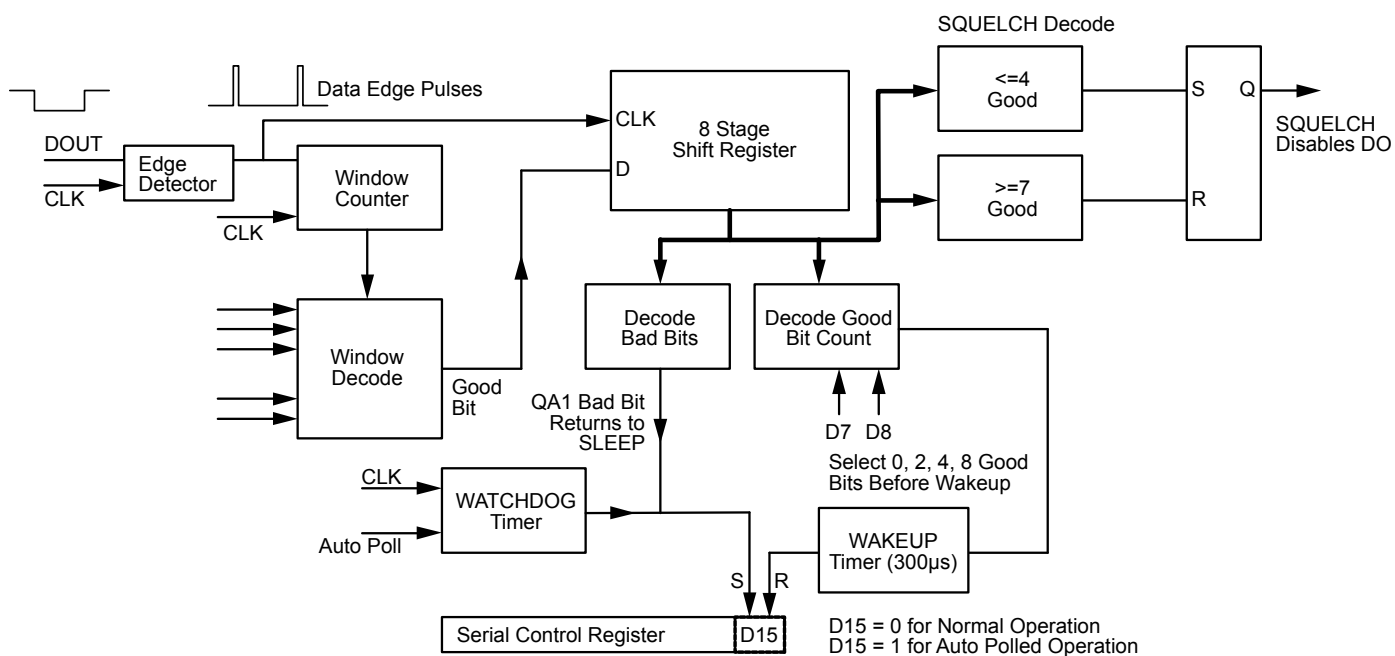 SQUELCH Decode
<=4
Good
S
Q
SQUELCH
Disables DO
>=7
Good
R
Data Edge Pulses
CLK
D
8 Stage
Shift Register
DOUT
CLK
Edge
Detector
Window
Counter
CLK
Window
Decode
Good
Bit
Decode
Bad Bits
Decode Good
Bit Count
QA1 Bad Bit
Returns to
SLEEP
D7 D8
Select 0, 2, 4, 8 Good
Bits Before Wakeup
CLK
Auto Poll
WATCHDOG
Timer
WAKEUP
Timer (300µs)
S
R
Serial Control Register
D15
D15 = 0 for Normal Operation
D15 = 1 for Auto Polled Operation